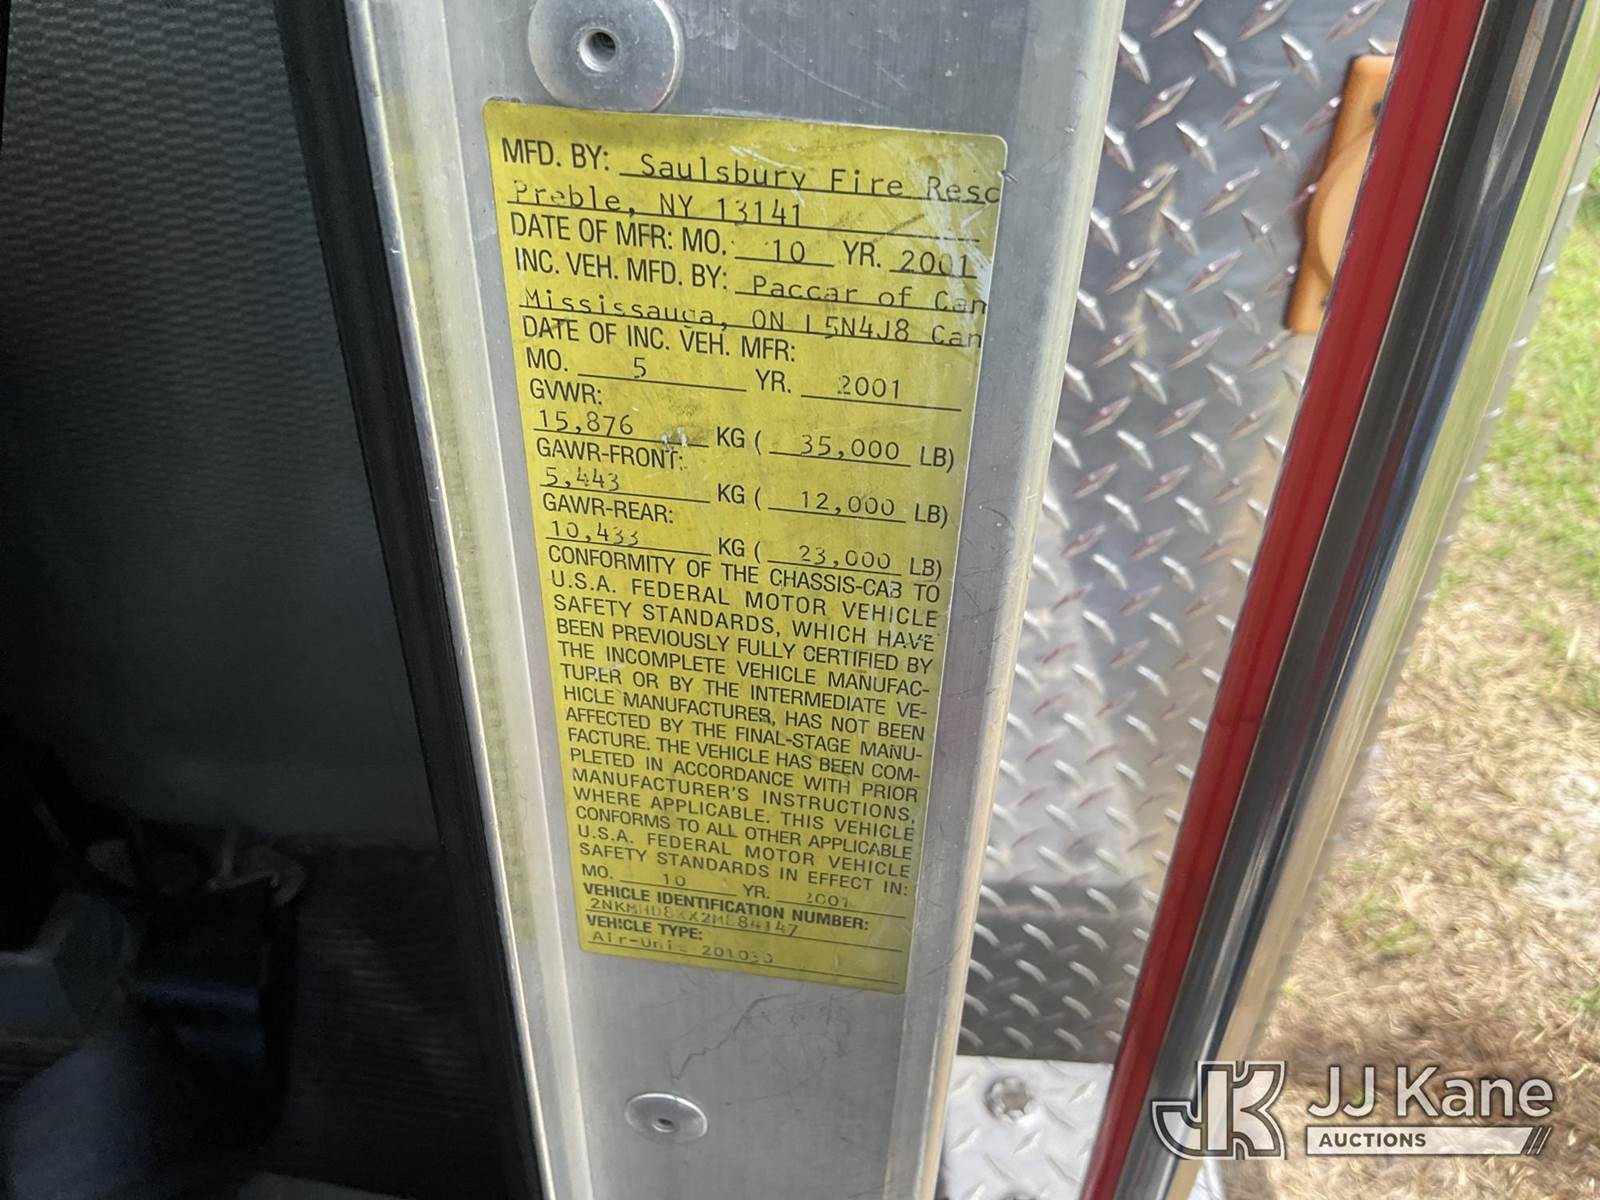 MFD. BY: Saulsbury Fire Resc
Preble, NY 13141
DATE OF MFR: MO. 10 YR. 2001
INC. VEH. MFD. BY: Paccar of Can
Mississauga, ON L5N4J8 Can
DATE OF INC. VEH. MFR:
MO. 5 YR. 2001
GVWR:
15,876 KG ( 35,000 LB)
GAWR-FRONT:
5,443 KG ( 12,000 LB)
GAWR-REAR:
10,433 KG ( 23,000 LB)
CONFORMITY OF THE CHASSIS-CAB TO
U.S.A. FEDERAL MOTOR VEHICLE
SAFETY STANDARDS, WHICH HAVE
BEEN PREVIOUSLY FULLY CERTIFIED BY
THE INCOMPLETE VEHICLE MANUFAC-
TURER OR BY THE INTERMEDIATE VE-
HICLE MANUFACTURER, HAS NOT BEEN
AFFECTED BY THE FINAL-STAGE MANU-
FACTURE. THE VEHICLE HAS BEEN COM-
PLETED IN ACCORDANCE WITH PRIOR
MANUFACTURER'S INSTRUCTIONS,
WHERE APPLICABLE. THIS VEHICLE
CONFORMS TO ALL OTHER APPLICABLE
U.S.A. FEDERAL MOTOR VEHICLE
SAFETY STANDARDS IN EFFECT IN:
MO. 10 YR. 2001
VEHICLE IDENTIFICATION NUMBER:
VEHICLE TYPE:
Air-Unit 201030
JK JJ Kane
AUCTIONS